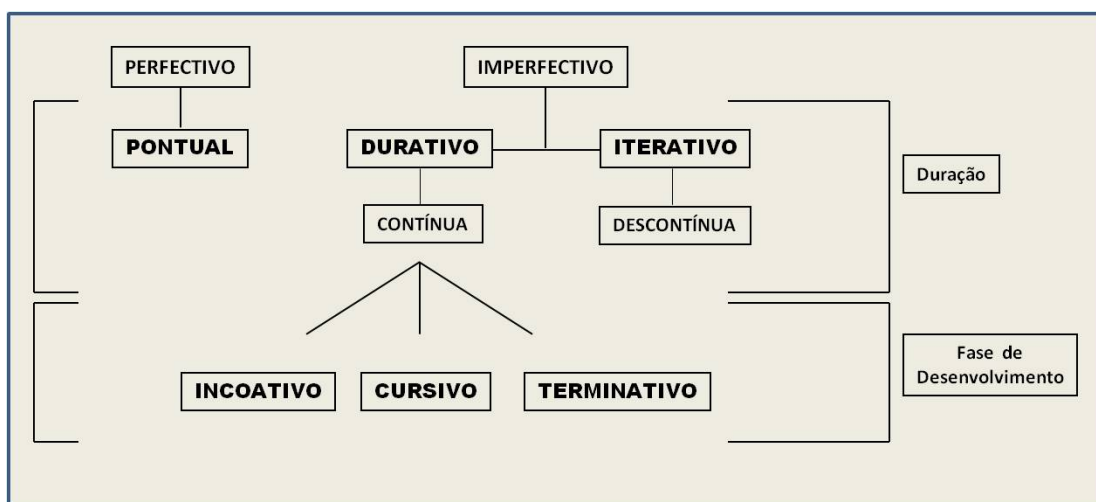 PERFECTIVO
IMPERFECTIVO
PONTUAL
DURATIVO
ITERATIVO
Duração
CONTÍNUA
DESCONTÍNUA
Fase de
Desenvolvimento
INCOATIVO
CURSIVO
TERMINATIVO